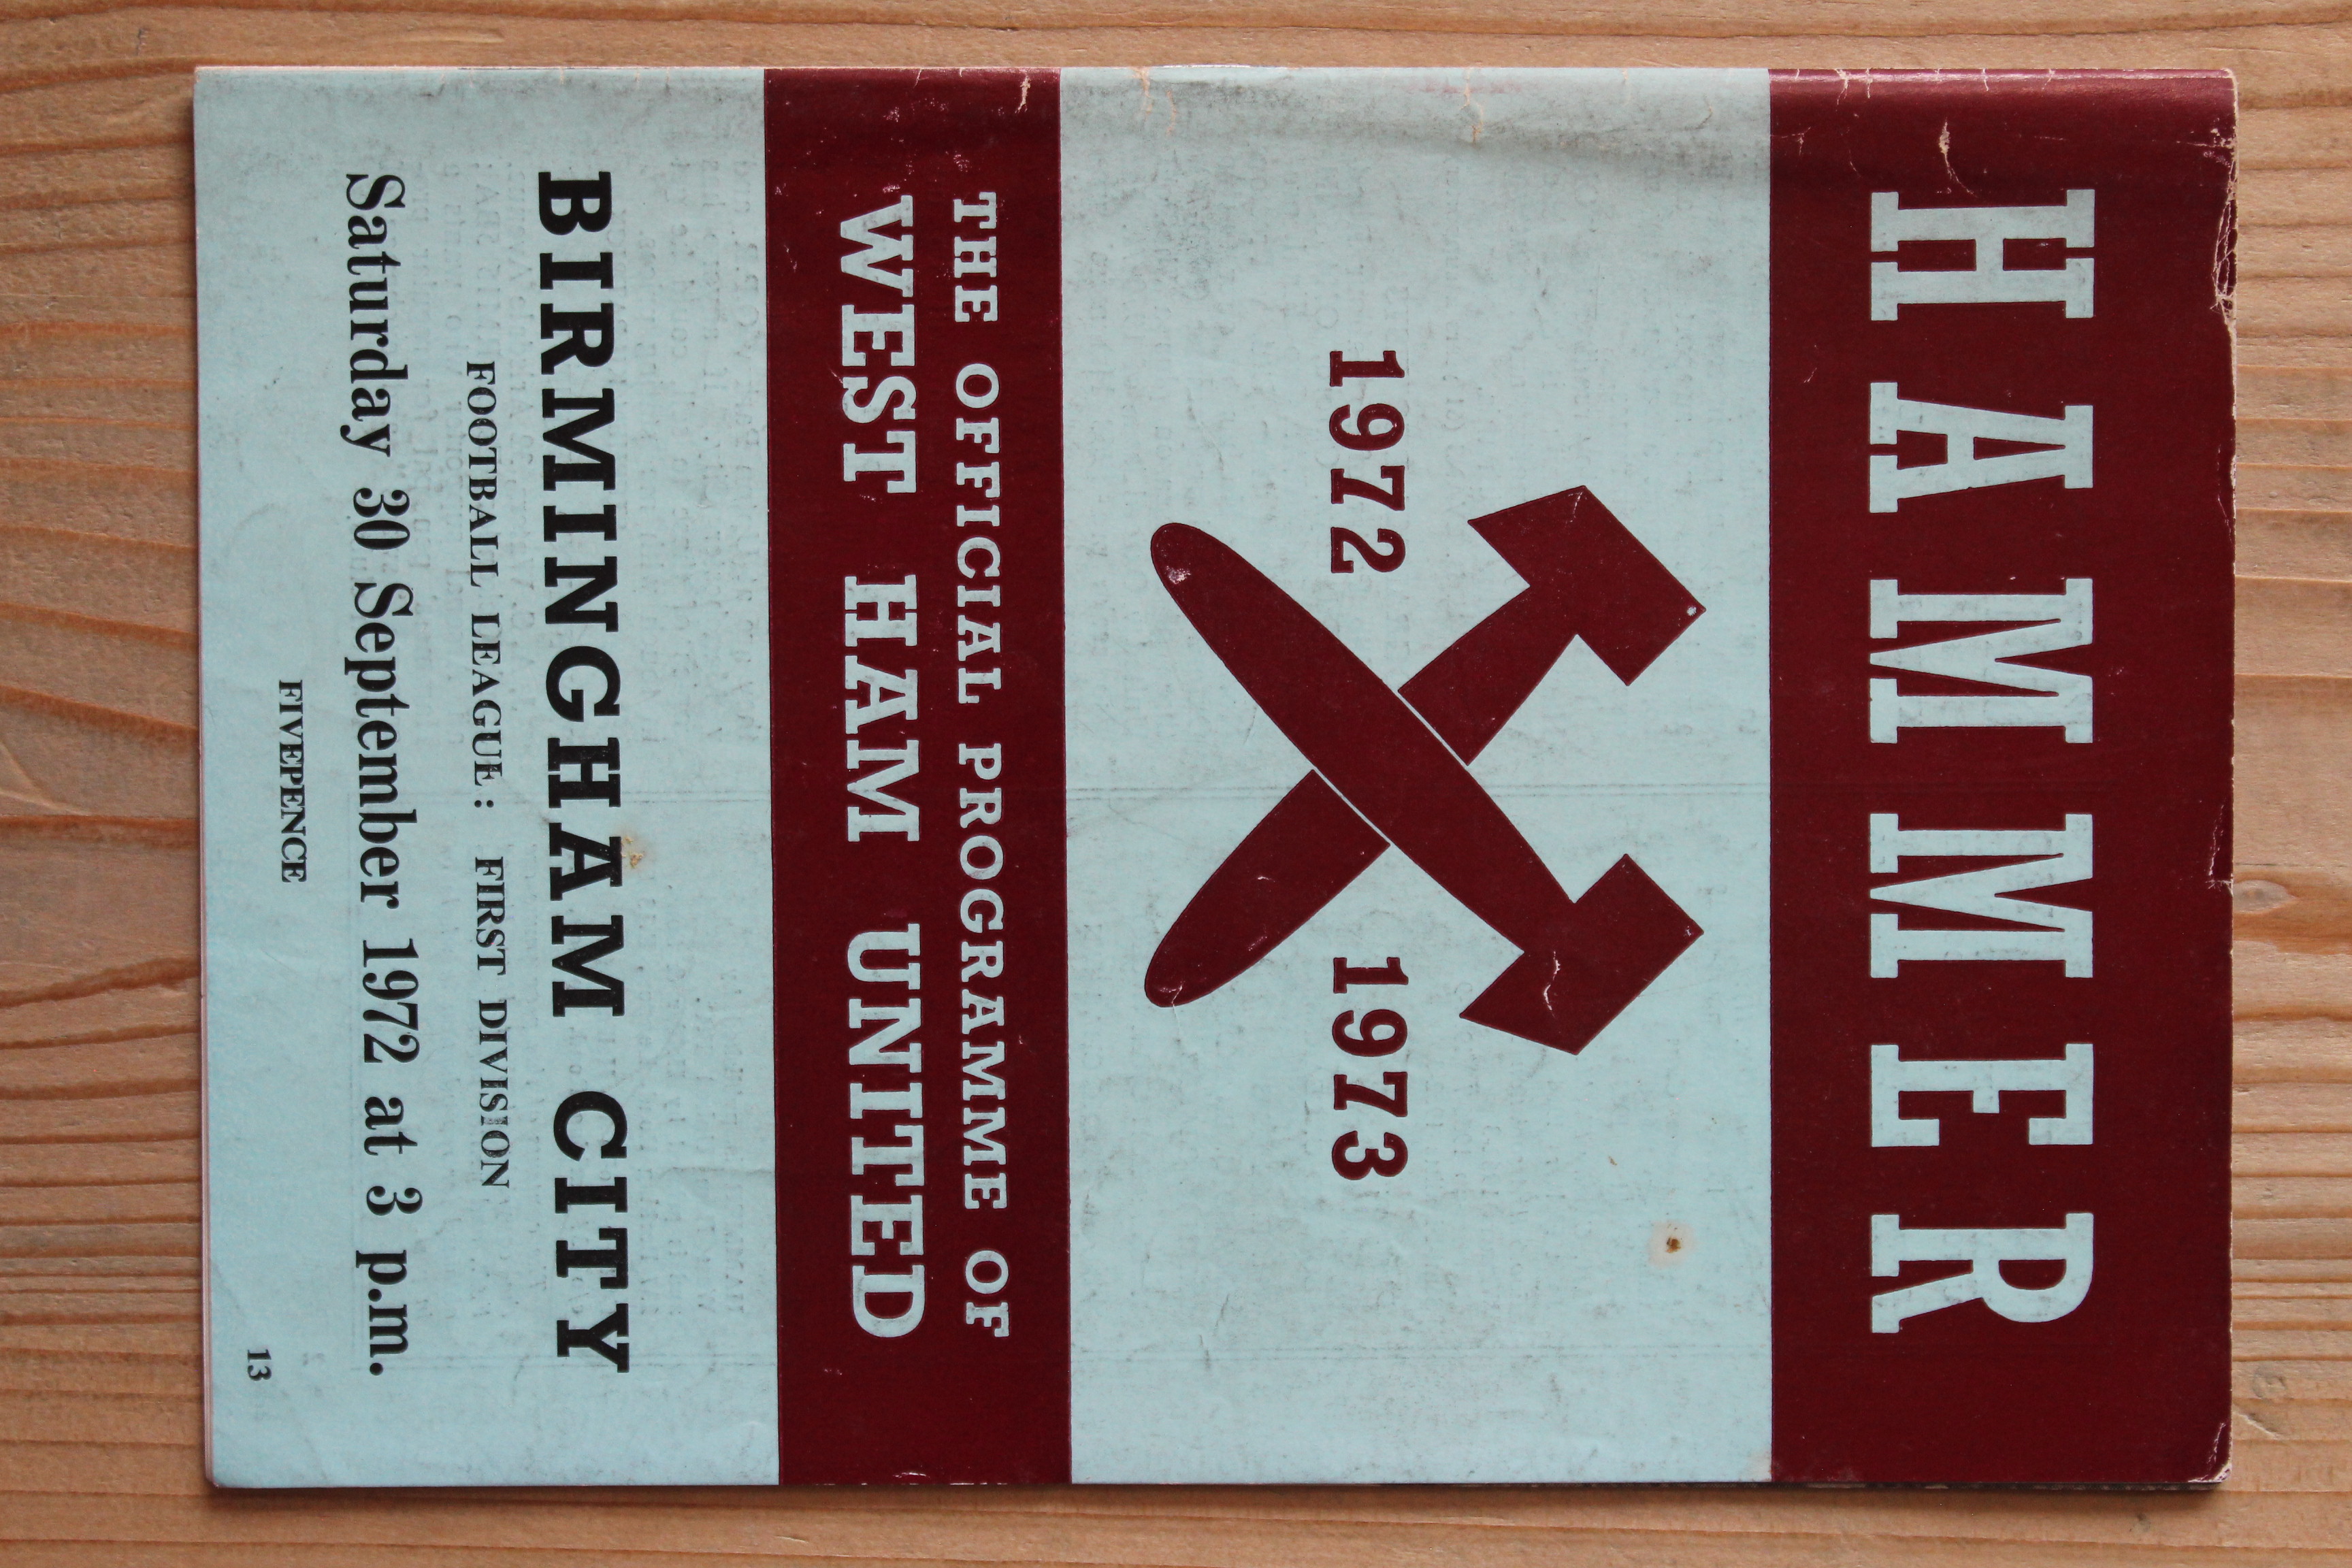 HAMMER
1972 1973
THE OFFICIAL PROGRAMME OF
WEST HAM UNITED
BIRMINGHAM CITY
FOOTBALL LEAGUE : FIRST DIVISION
Saturday 30 September 1972 at 3 p.m.
FIVEPENCE
13